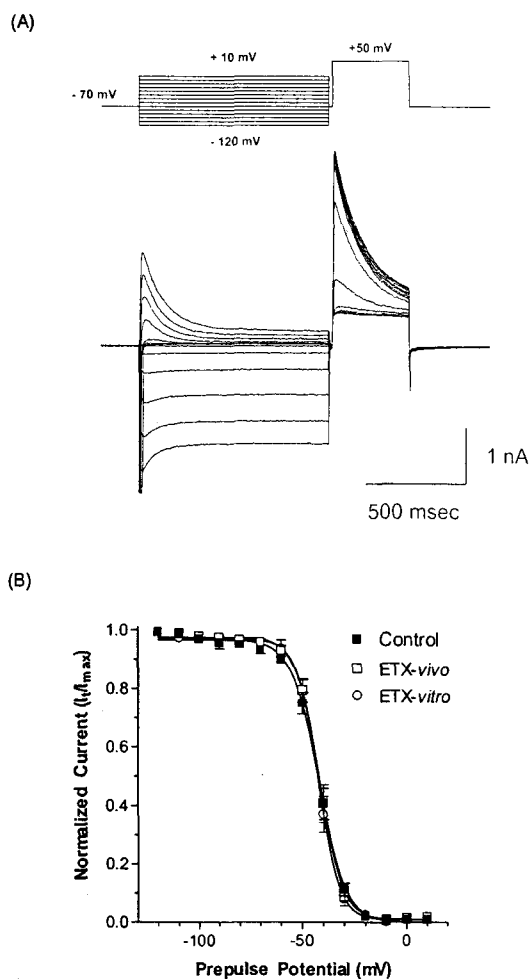 (A)
+ 10 mV
+50 mV
- 70 mV
- 120 mV
1 nA
500 msec
(B)
Control
ETX-vivo
ETX-vitro
Normalized Current (It/Imax)
1.0
0.8
0.6
0.4
0.2
0.0
-100
-50
0
Prepulse Potential (mV)